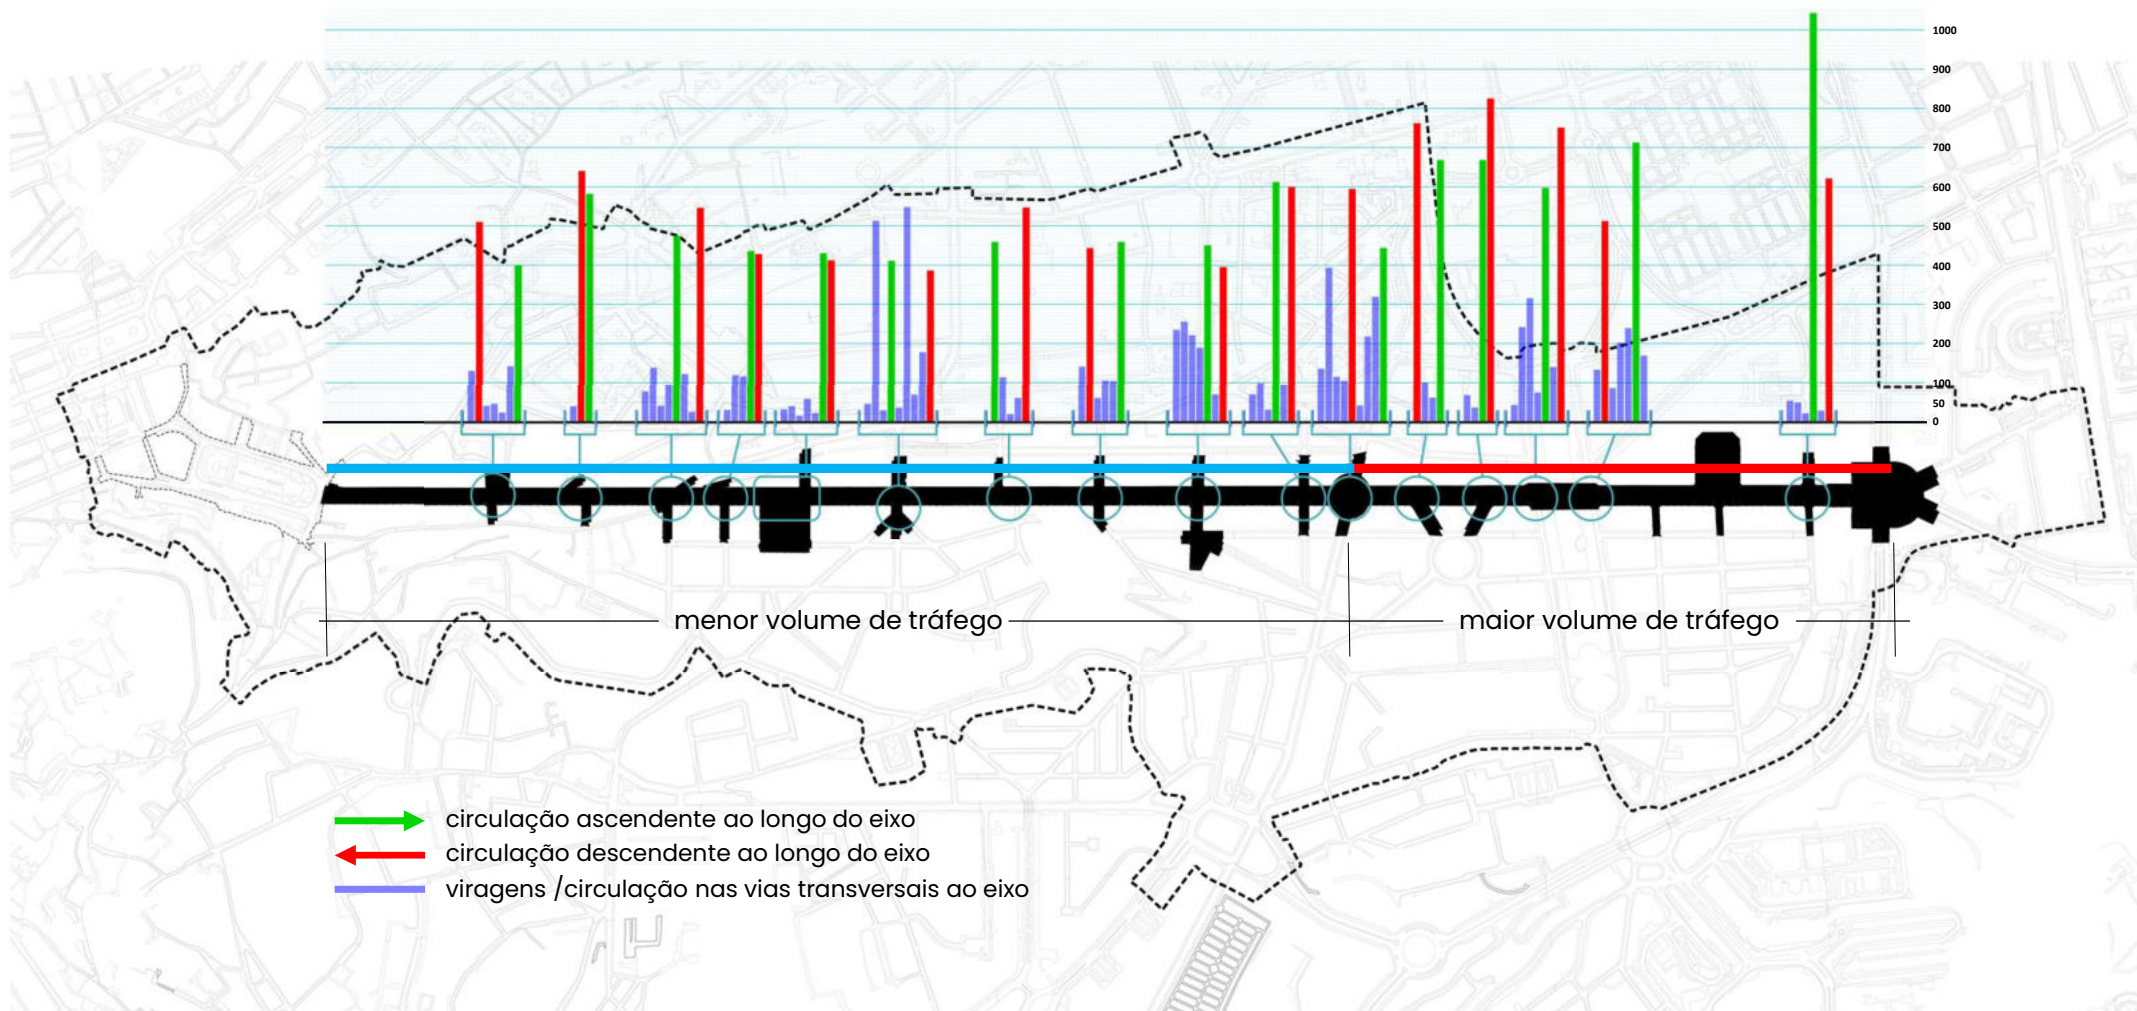 1000
900
800
700
600
500
400
300
200
100
50
0
menor volume de tráfego
maior volume de tráfego
circulação ascendente ao longo do eixo
circulação descendente ao longo do eixo
viragens /circulação nas vias transversais ao eixo